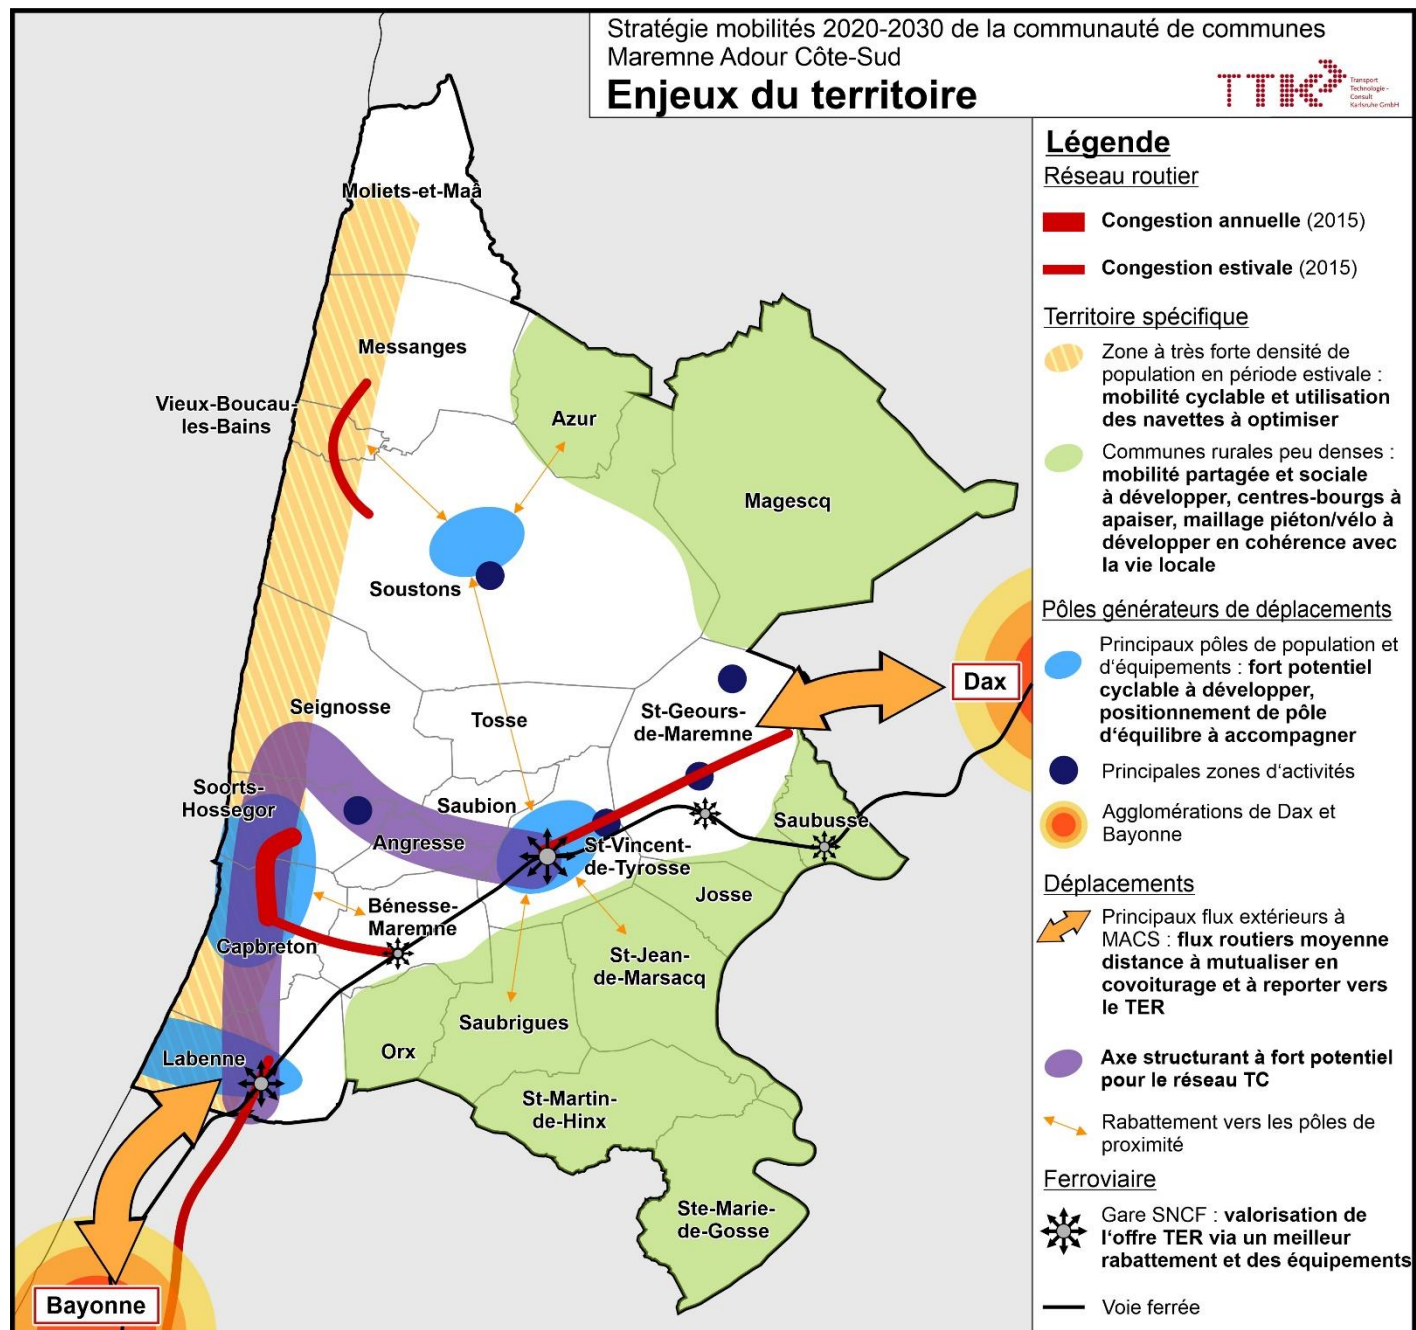 Stratégie mobilités 2020-2030 de la communauté de communes
Maremne Adour Côte-Sud
Enjeux du territoire
TTK
Transport
Technologie -
Consult
Karlsruhe GmbH
Légende
Réseau routier
Congestion annuelle (2015)
Congestion estivale (2015)
Territoire spécifique
Zone à très forte densité de
population en période estivale :
mobilité cyclable et utilisation
des navettes à optimiser
Communes rurales peu denses :
mobilité partagée et sociale
à développer, centres-bourgs à
apaiser, maillage piéton/vélo à
développer en cohérence avec
la vie locale
Pôles générateurs de déplacements
Principaux pôles de population et
d'équipements : fort potentiel
cyclable à développer,
positionnement de pôle
d'équilibre à accompagner
Principales zones d'activités
Agglomérations de Dax et
Bayonne
Déplacements
Principaux flux extérieurs à
MACS : flux routiers moyenne
distance à mutualiser en
covoiturage et à reporter vers
le TER
Axe structurant à fort potentiel
pour le réseau TC
Rabattement vers les pôles de
proximité
Ferroviaire
Gare SNCF : valorisation de
l'offre TER via un meilleur
rabattement et des équipements
Voie ferrée
Moliets-et-Maâ
Messanges
Vieux-Boucau-
les-Bains
Azur
Magescq
Soustons
Dax
Seignosse
Tosse
St-Geours-
de-Maremne
Soorts-
Hossegor
Saubion
Angresse
St-Vincent-
de-Tyrosse
Saubusse
Josse
Bénesse-
Maremne
Capbreton
St-Jean-
de-Marsacq
Saubrigues
Orx
Labenne
St-Martin-
de-Hinx
Ste-Marie-
de-Gosse
Bayonne